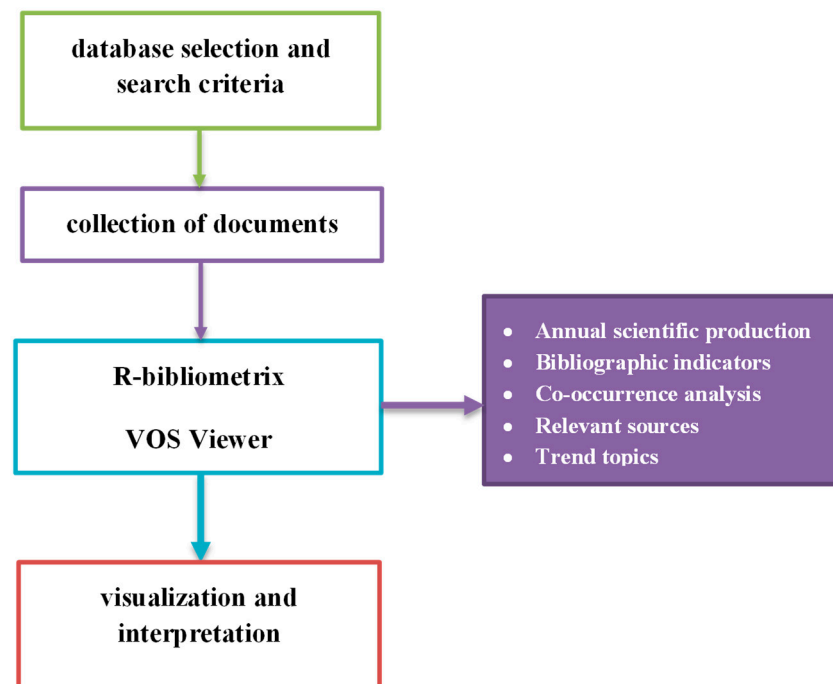 database selection and
search criteria
collection of documents
R-bibliometrix
VOS Viewer
• Annual scientific production
• Bibliographic indicators
• Co-occurrence analysis
• Relevant sources
• Trend topics
visualization and
interpretation